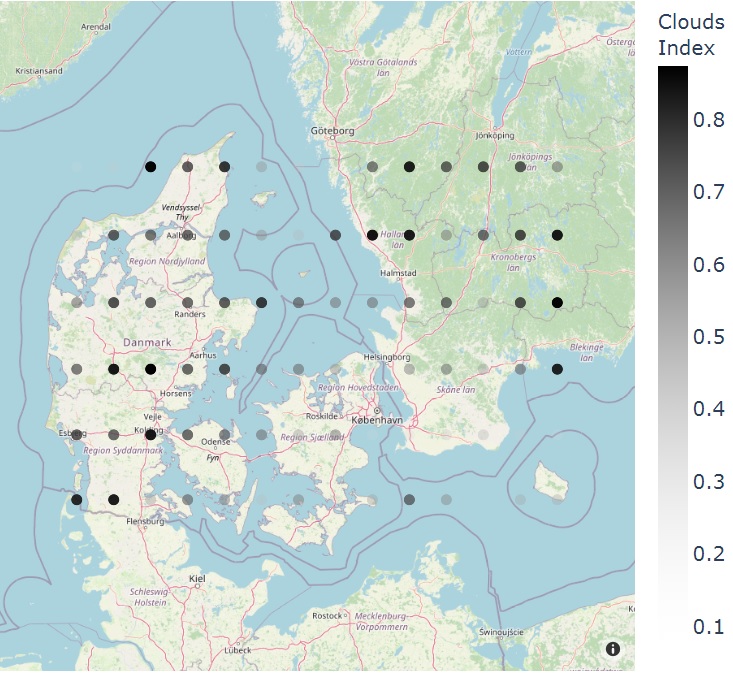 Clouds
Index
0.8
0.7
0.6
0.5
0.4
0.3
0.2
0.1
Arendal
Kristiansand
Vättern
Västra Götalands
län
Göteborg
Jönköping
Jönköpings
län
Vendsyssel-
Thy
Aalborg
Region Nordjylland
Hallands
län
Kronobergs
län
Halmstad
Randers
Danmark
Aarhus
Helsingborg
Blekinge
län
Horsens
Region Hovedstaden
Skåne län
Vejle
Roskilde
København
Esbjerg
Kolding
Odense
Region Sjælland
Region Syddanmark
Fyn
Flensburg
Kiel
Schleswig-
Holstein
Rostock
Mecklenburg-
Vorpommern
Świnoujście
Lübeck
i